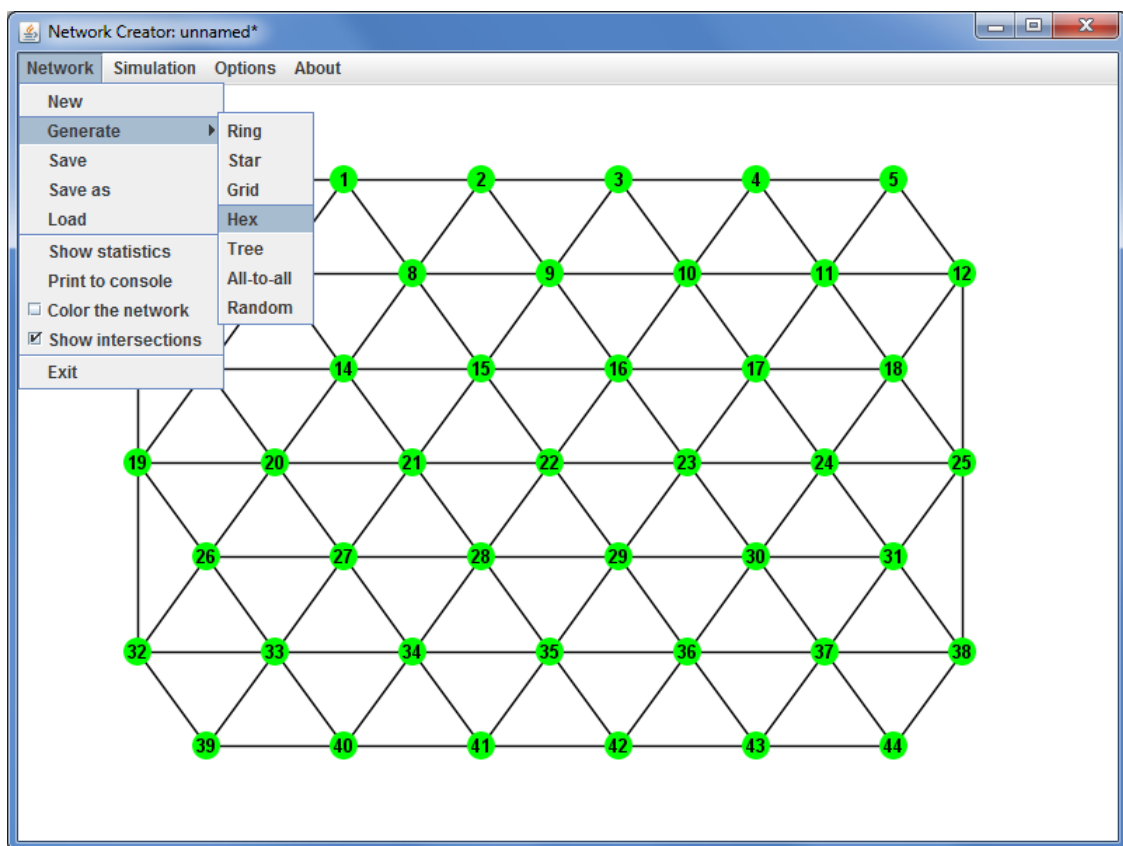 Network Creator: unnamed*
Network Simulation Options About
New
Generate
Save
Save as
Load
Show statistics
Print to console
Color the network
Show intersections
Exit
Ring
Star
Grid
Hex
Tree
All-to-all
Random
1 2 3 4 5
8 9 10 11 12
14 15 16 17 18
19 20 21 22 23 24 25
26 27 28 29 30 31
32 33 34 35 36 37 38
39 40 41 42 43 44